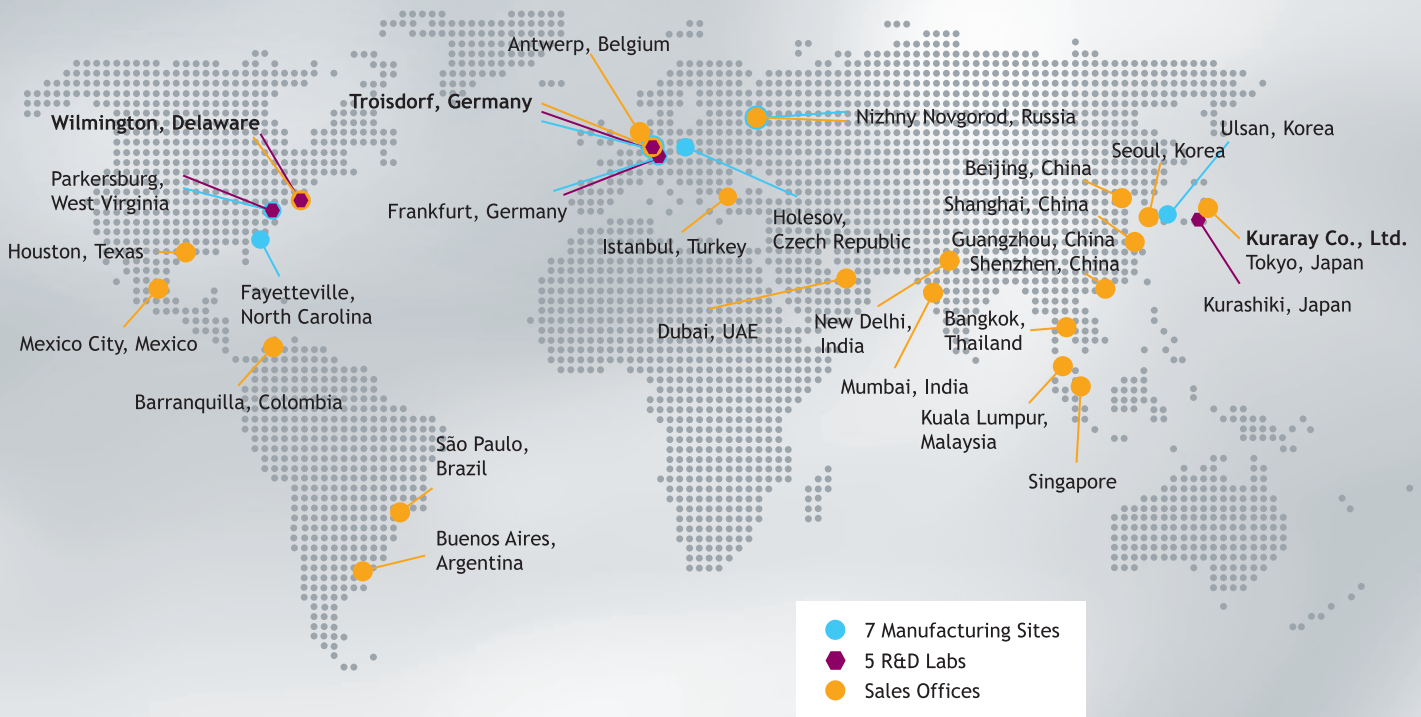 Antwerp, Belgium
Troisdorf, Germany
Wilmington, Delaware
Nizhny Novgorod, Russia
Ulsan, Korea
Seoul, Korea
Beijing, China
Parkersburg,
West Virginia
Shanghai, China
Frankfurt, Germany
Holesov,
Czech Republic
Istanbul, Turkey
Guangzhou, China
Shenzhen, China
Kuraray Co., Ltd.
Tokyo, Japan
Houston, Texas
Fayetteville,
North Carolina
Kurashiki, Japan
Mexico City, Mexico
Dubai, UAE
New Delhi,
India
Bangkok,
Thailand
Mumbai, India
Barranquilla, Colombia
Kuala Lumpur,
Malaysia
São Paulo,
Brazil
Singapore
Buenos Aires,
Argentina
7 Manufacturing Sites
5 R&D Labs
Sales Offices